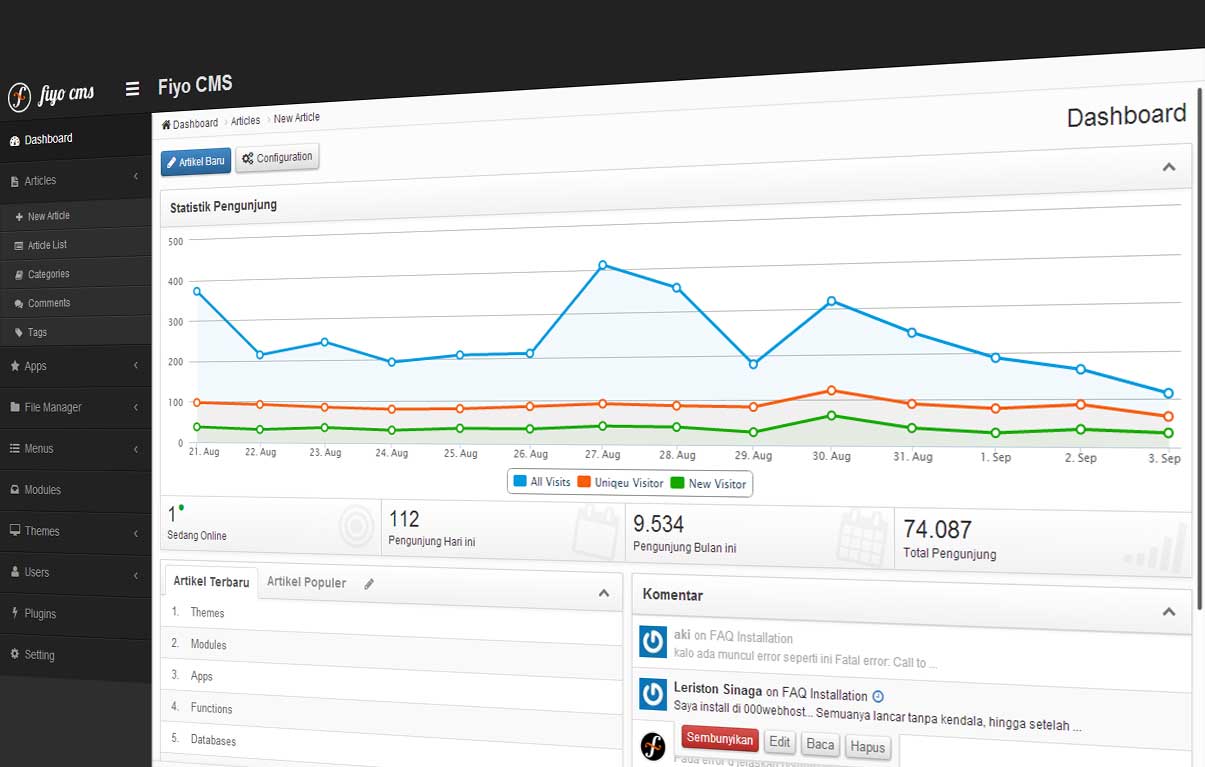 fiyo cms
Fiyo CMS
Dashboard
Articles
New Article
Article List
Categories
Comments
Tags
Apps
File Manager
Menus
Modules
Themes
Users
Plugins
Setting
Dashboard › Articles › New Article
Dashboard
Artikel Baru
Configuration
Statistik Pengunjung
500
400
300
200
100
0
21. Aug 22. Aug 23. Aug 24. Aug 25. Aug 26. Aug 27. Aug 28. Aug 29. Aug 30. Aug 31. Aug 1. Sep 2. Sep 3. Sep
All Visits Uniqeu Visitor New Visitor
1
Sedang Online
112
Pengunjung Hari ini
9.534
Pengunjung Bulan ini
74.087
Total Pengunjung
Artikel Terbaru Artikel Populer
1. Themes
2. Modules
3. Apps
4. Functions
5. Databases
Komentar
aki on FAQ Installation
kalo ada muncul error seperti ini Fatal error: Call to ...
Leriston Sinaga on FAQ Installation
Saya install di 000webhost... Semuanya lancar tanpa kendala, hingga setelah ...
Sembunyikan Edit Baca Hapus